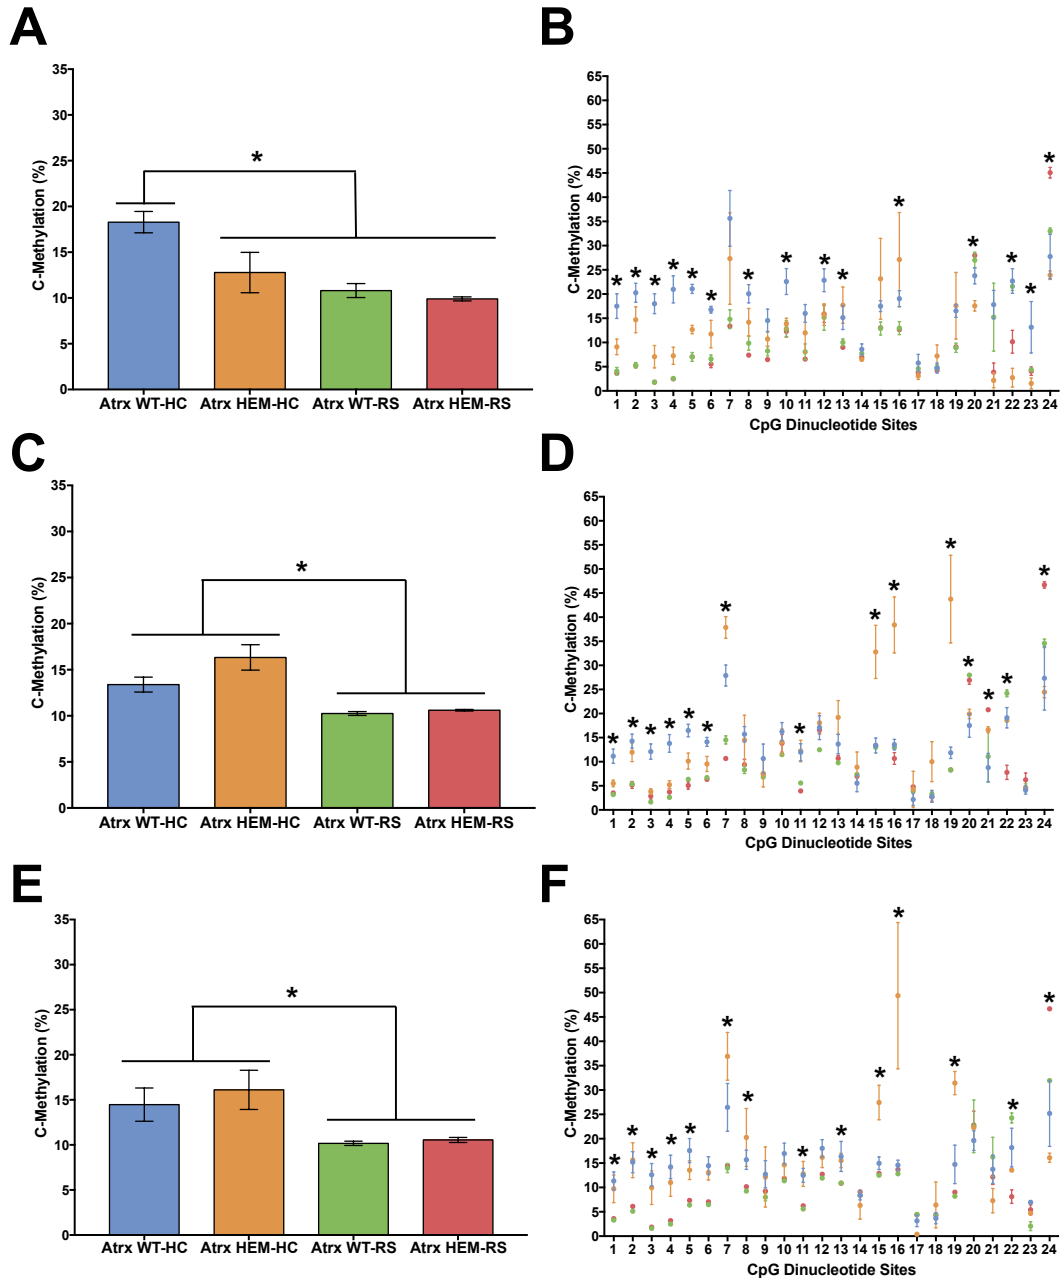 A
B
C-Methylation (%)
35
30
25
20
15
10
5
0
*
Atrx WT-HC Atrx HEM-HC Atrx WT-RS Atrx HEM-RS
C-Methylation (%)
65
60
55
50
45
40
35
30
25
20
15
10
5
0
* * * * * * * * * * * * * * *
1 2 3 4 5 6 7 8 9 10 11 12 13 14 15 16 17 18 19 20 21 22 23 24
CpG Dinucleotide Sites
C
D
C-Methylation (%)
35
30
25
20
15
10
5
0
*
Atrx WT-HC Atrx HEM-HC Atrx WT-RS Atrx HEM-RS
C-Methylation (%)
65
60
55
50
45
40
35
30
25
20
15
10
5
0
* * * * * * * * * * * * * * *
1 2 3 4 5 6 7 8 9 10 11 12 13 14 15 16 17 18 19 20 21 22 23 24
CpG Dinucleotide Sites
E
F
C-Methylation (%)
35
30
25
20
15
10
5
0
*
Atrx WT-HC Atrx HEM-HC Atrx WT-RS Atrx HEM-RS
C-Methylation (%)
65
60
55
50
45
40
35
30
25
20
15
10
5
0
* * * * * * * * * * * * * *
1 2 3 4 5 6 7 8 9 10 11 12 13 14 15 16 17 18 19 20 21 22 23 24
CpG Dinucleotide Sites